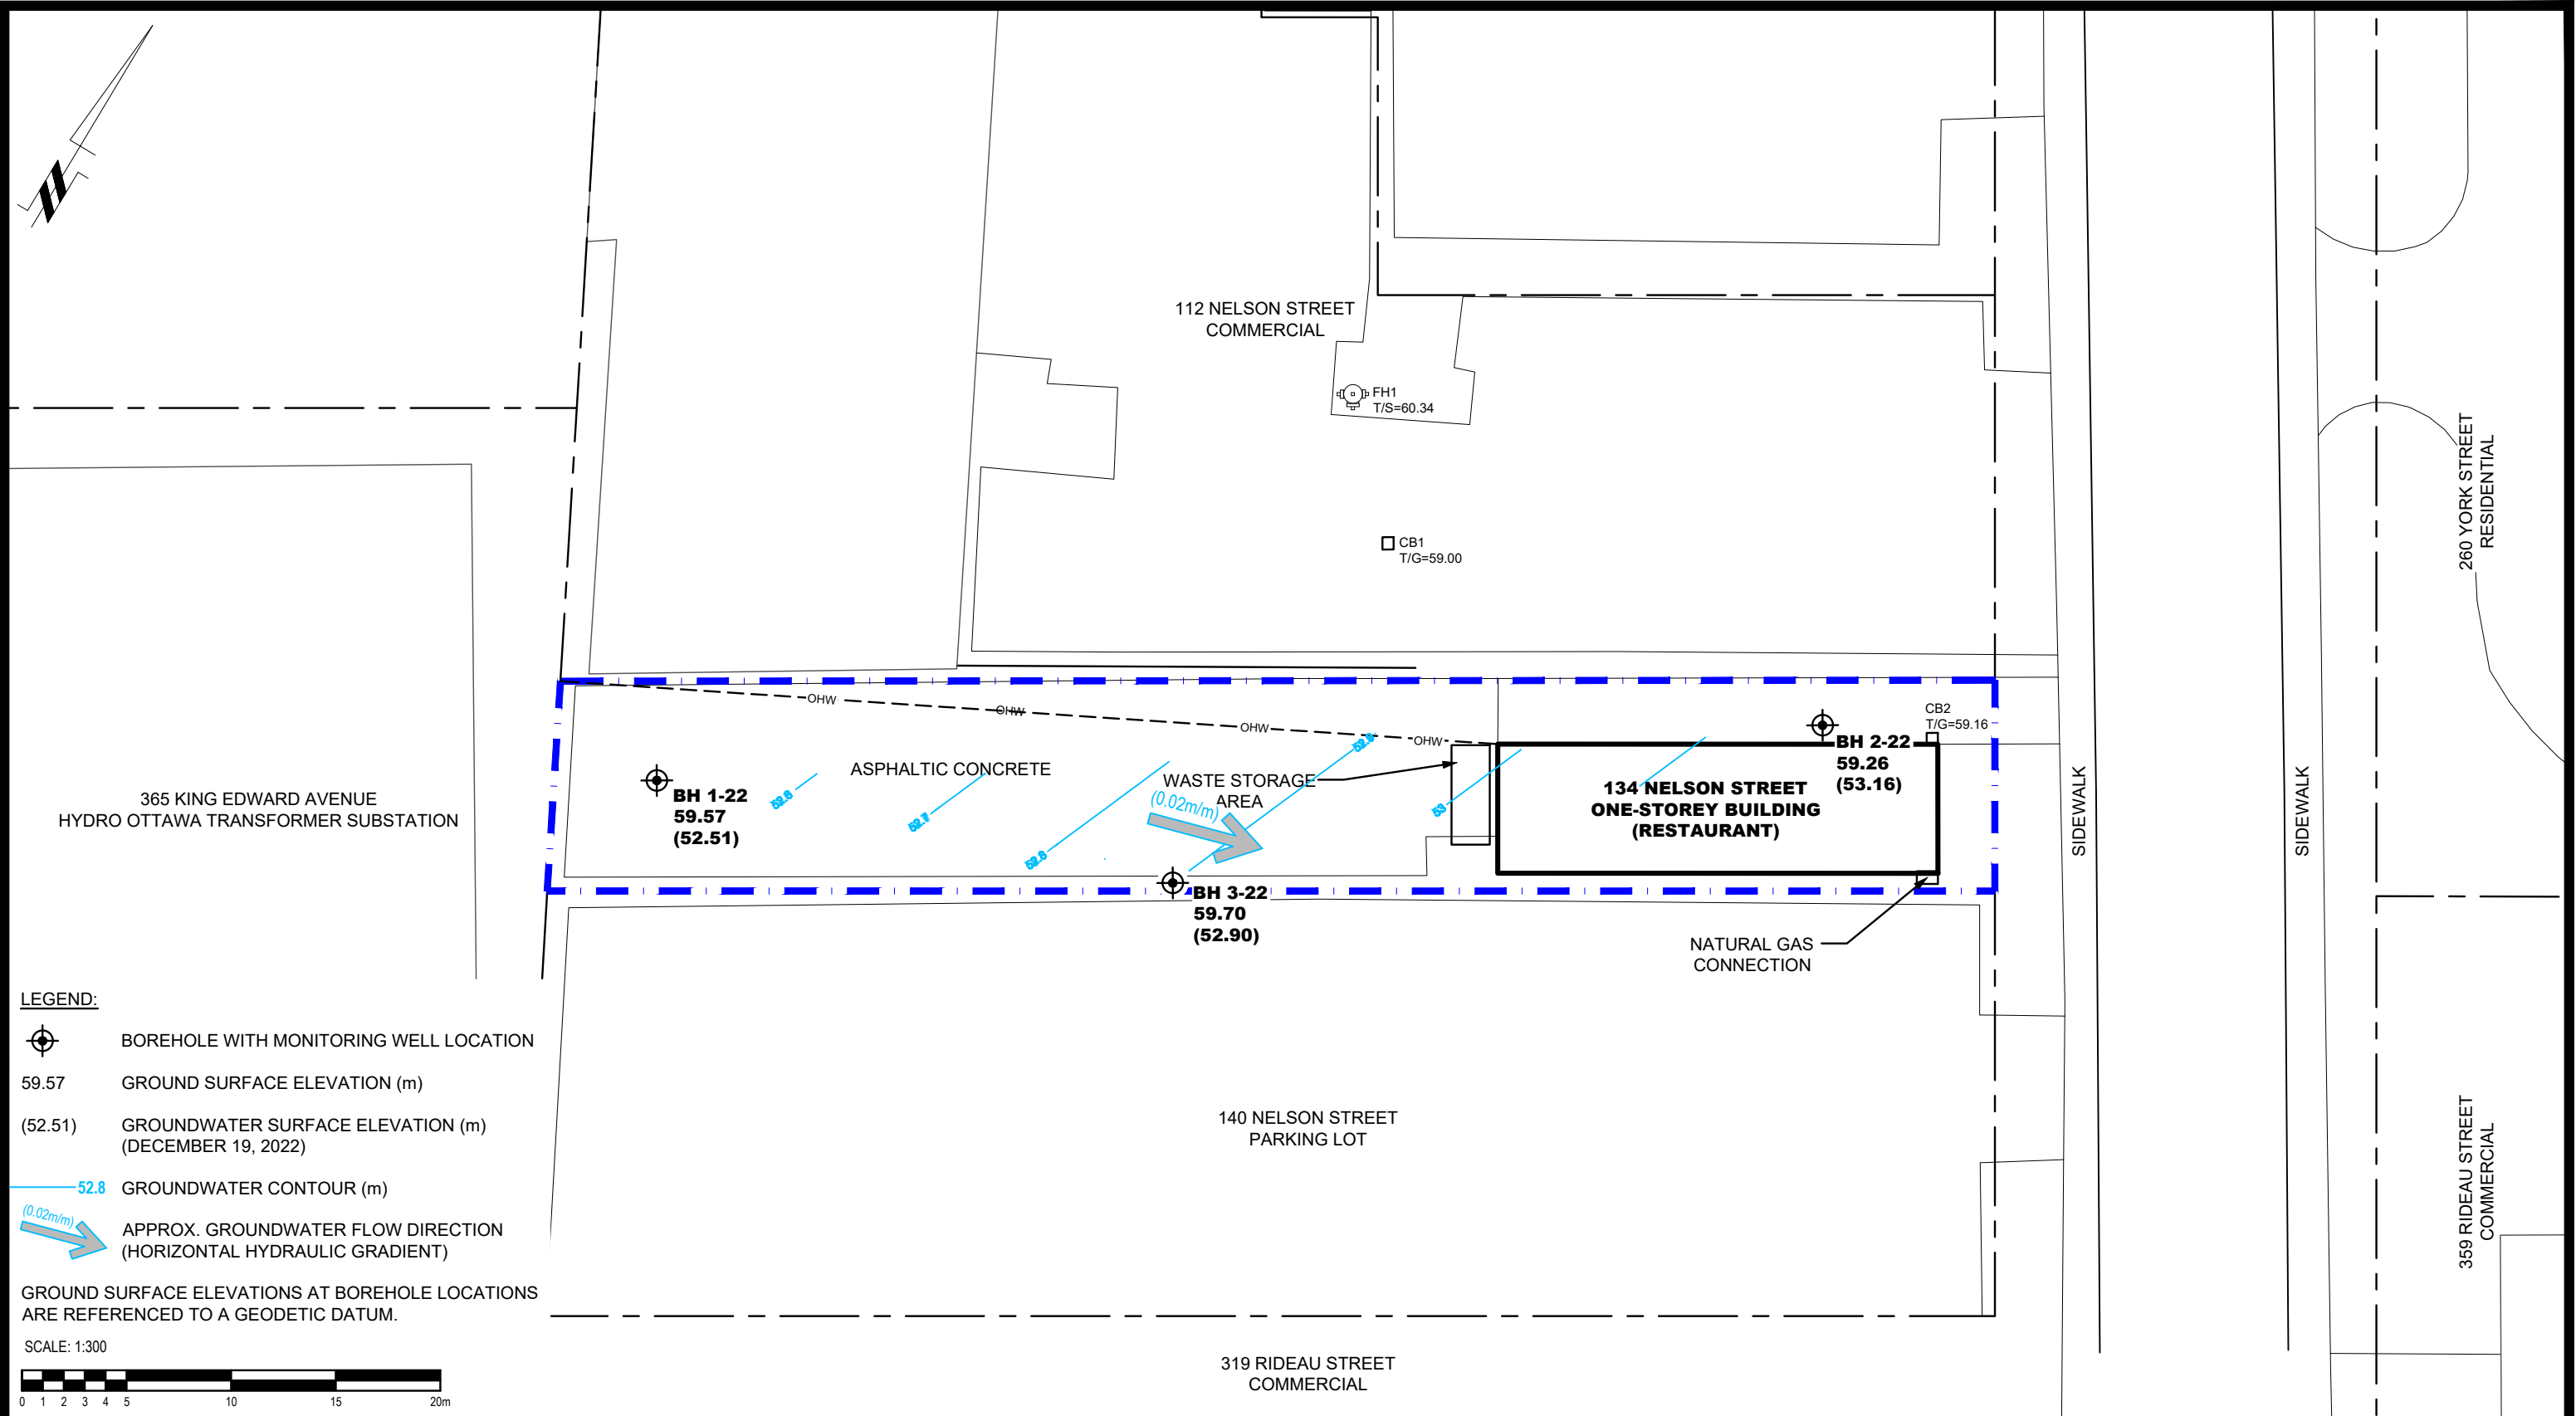 112 NELSON STREET
COMMERCIAL
FH1
T/S=60.34
CB1
T/G=59.00
260 YORK STREET
RESIDENTIAL
OHW
OHW
OHW
OHW
CB2
T/G=59.16
BH 2-22
59.26
(53.16)
52.9
ASPHALTIC CONCRETE
WASTE STORAGE
AREA
(0.02m/m)
134 NELSON STREET
ONE-STOREY BUILDING
(RESTAURANT)
BH 1-22
59.57
(52.51)
52.7
52.8
53
365 KING EDWARD AVENUE
HYDRO OTTAWA TRANSFORMER SUBSTATION
SIDEWALK
SIDEWALK
BH 3-22
59.70
(52.90)
NATURAL GAS
CONNECTION
LEGEND:
BOREHOLE WITH MONITORING WELL LOCATION
59.57 GROUND SURFACE ELEVATION (m)
(52.51) GROUNDWATER SURFACE ELEVATION (m)
(DECEMBER 19, 2022)
52.8 GROUNDWATER CONTOUR (m)
(0.02m/m)
APPROX. GROUNDWATER FLOW DIRECTION
(HORIZONTAL HYDRAULIC GRADIENT)
GROUND SURFACE ELEVATIONS AT BOREHOLE LOCATIONS
ARE REFERENCED TO A GEODETIC DATUM.
SCALE: 1:300
0 1 2 3 4 5 10 15 20m
140 NELSON STREET
PARKING LOT
359 RIDEAU STREET
COMMERCIAL
319 RIDEAU STREET
COMMERCIAL